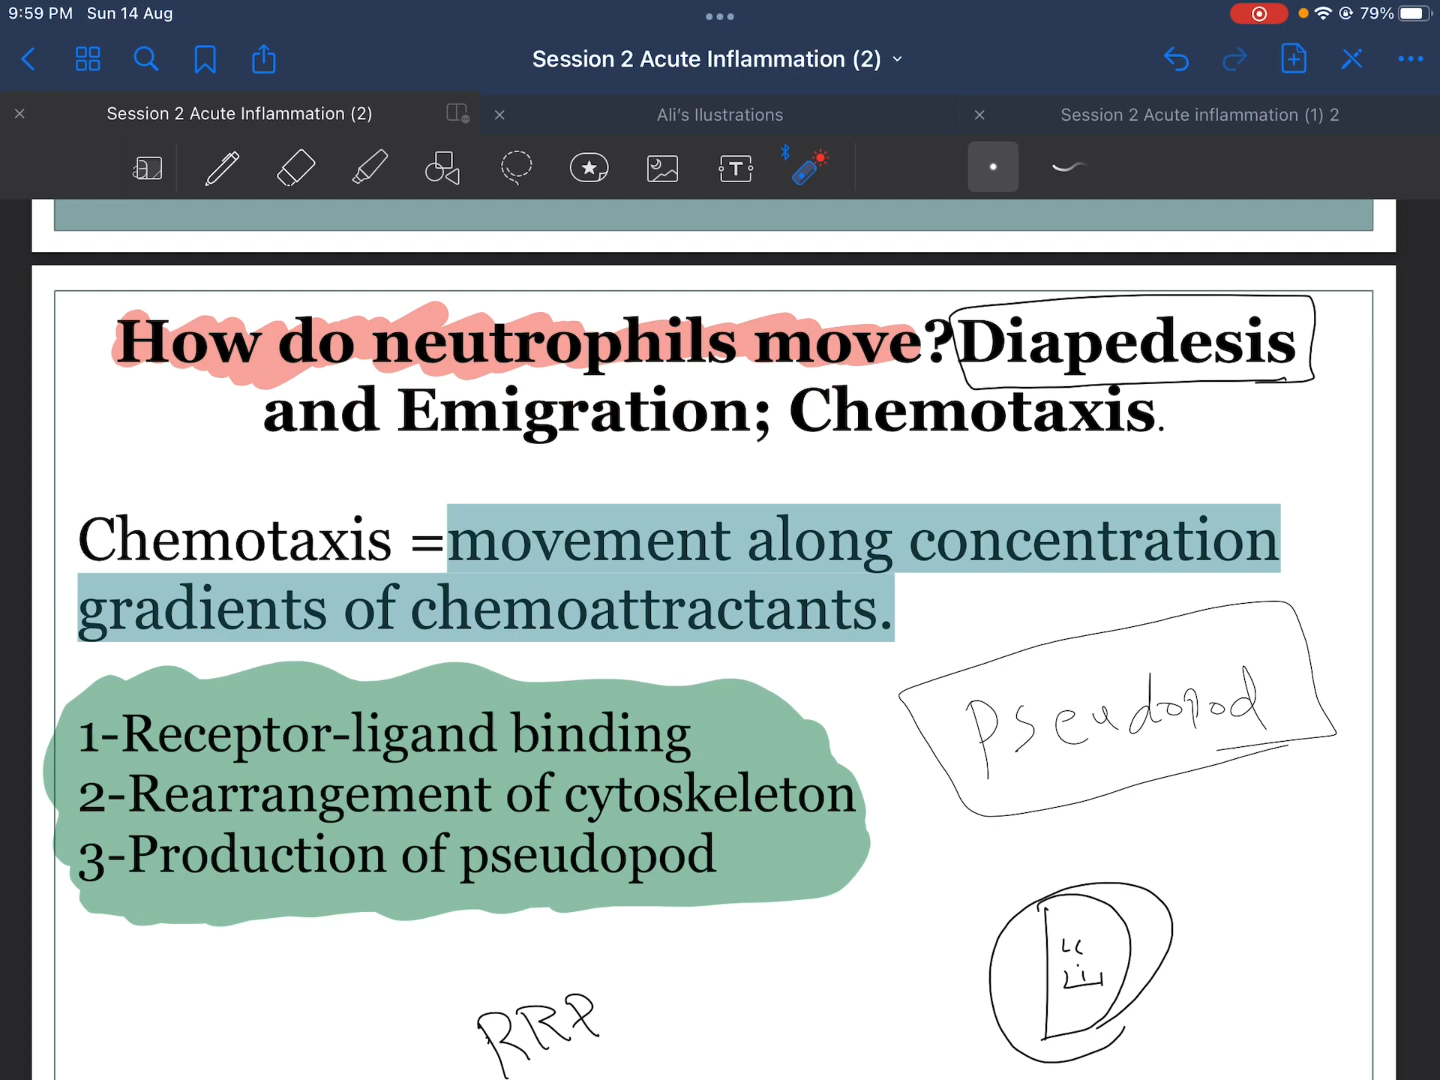 9:59 PM Sun 14 Aug
79%
Session 2 Acute Inflammation (2)
Session 2 Acute Inflammation (2)
Ali's Ilustrations
Session 2 Acute inflammation (1) 2
How do neutrophils move? Diapedesis
and Emigration; Chemotaxis.
Chemotaxis =movement along concentration
gradients of chemoattractants.
Pseudopod
1-Receptor-ligand binding
2-Rearrangement of cytoskeleton
3-Production of pseudopod
RRP